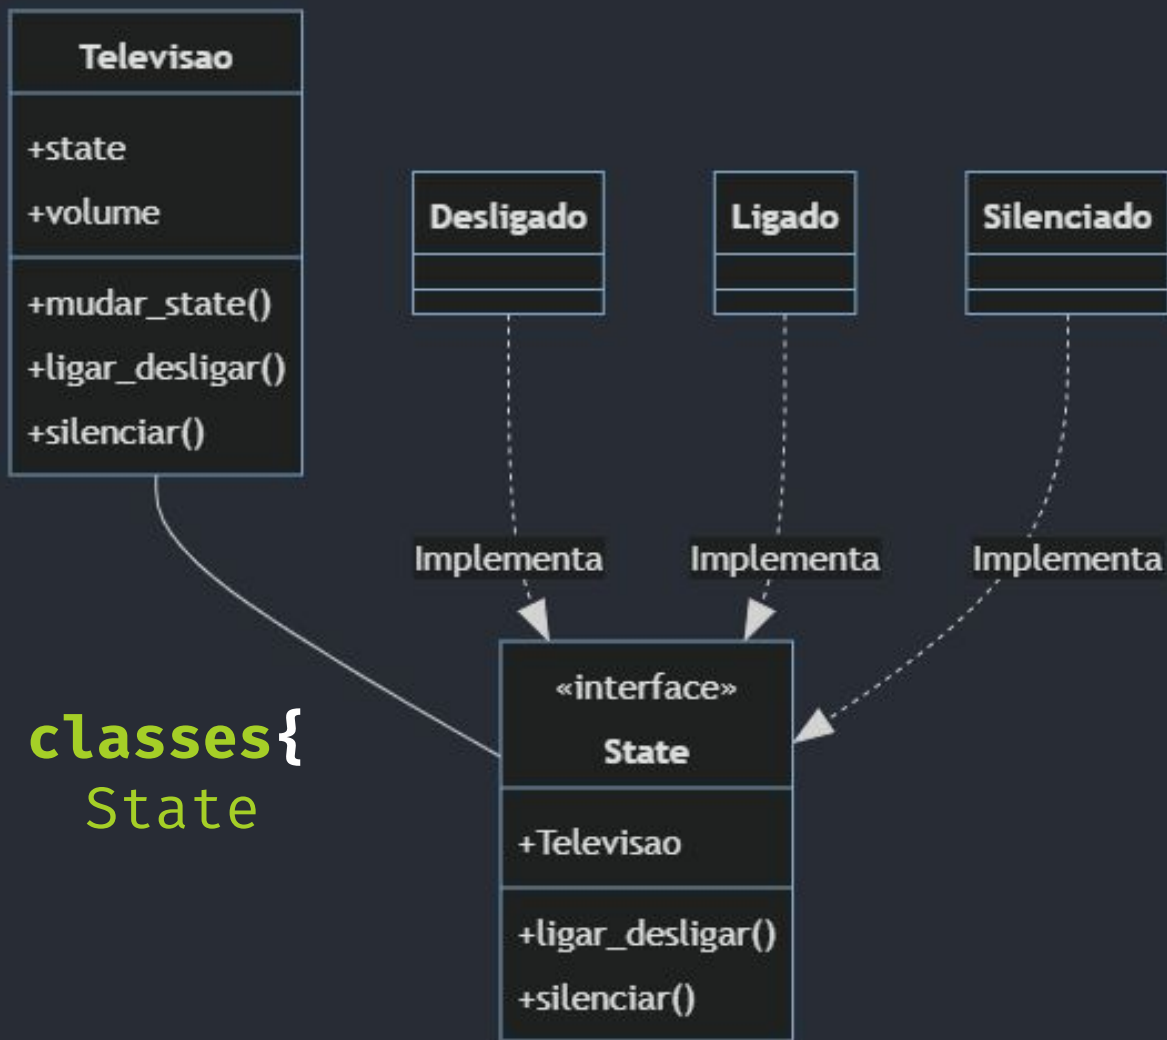 Televisao
+state
+volume
+mudar_state()
+ligar_desligar()
+silenciar()
Desligado
Ligado
Silenciado
Implementa
Implementa
Implementa
«interface»
State
+Televisao
+ligar_desligar()
+silenciar()
classes{
State